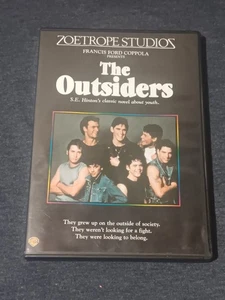 ZOETROPE STUDIOS
FRANCIS FORD COPPOLA
PRESENTS
The
Outsiders
S.E. Hinton's classic novel about youth.
They grew up on the outside of society.
They weren't looking for a fight.
They were looking to belong.